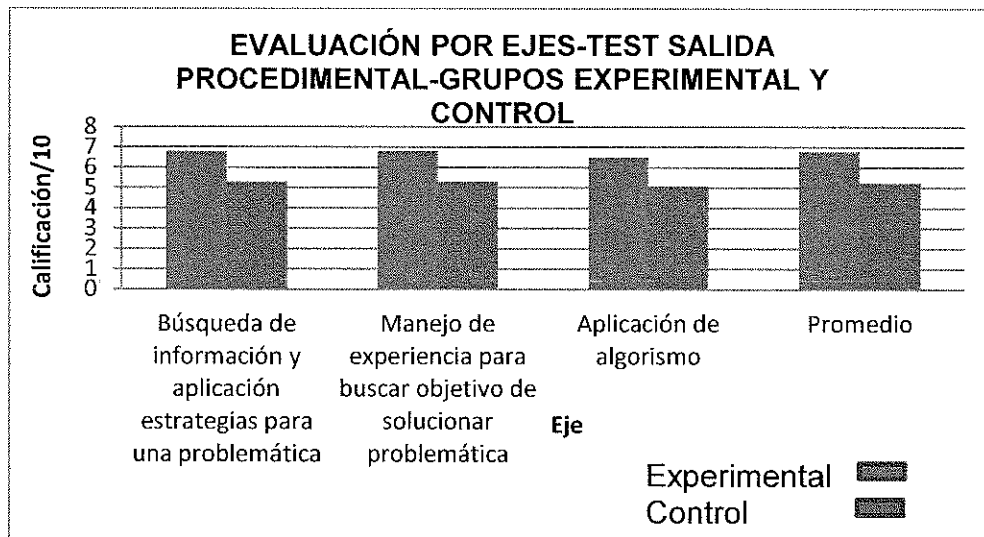 EVALUACIÓN POR EJES-TEST SALIDA
PROCEDIMENTAL-GRUPOS EXPERIMENTAL Y
CONTROL
Calificación/10
8
7
6
5
4
3
2
1
0
Búsqueda de
información y
aplicación
estrategias para
una problemática
Manejo de
experiencia para
buscar objetivo de
solucionar
problemática
Aplicación de
algorismo
Promedio
Eje
Experimental
Control